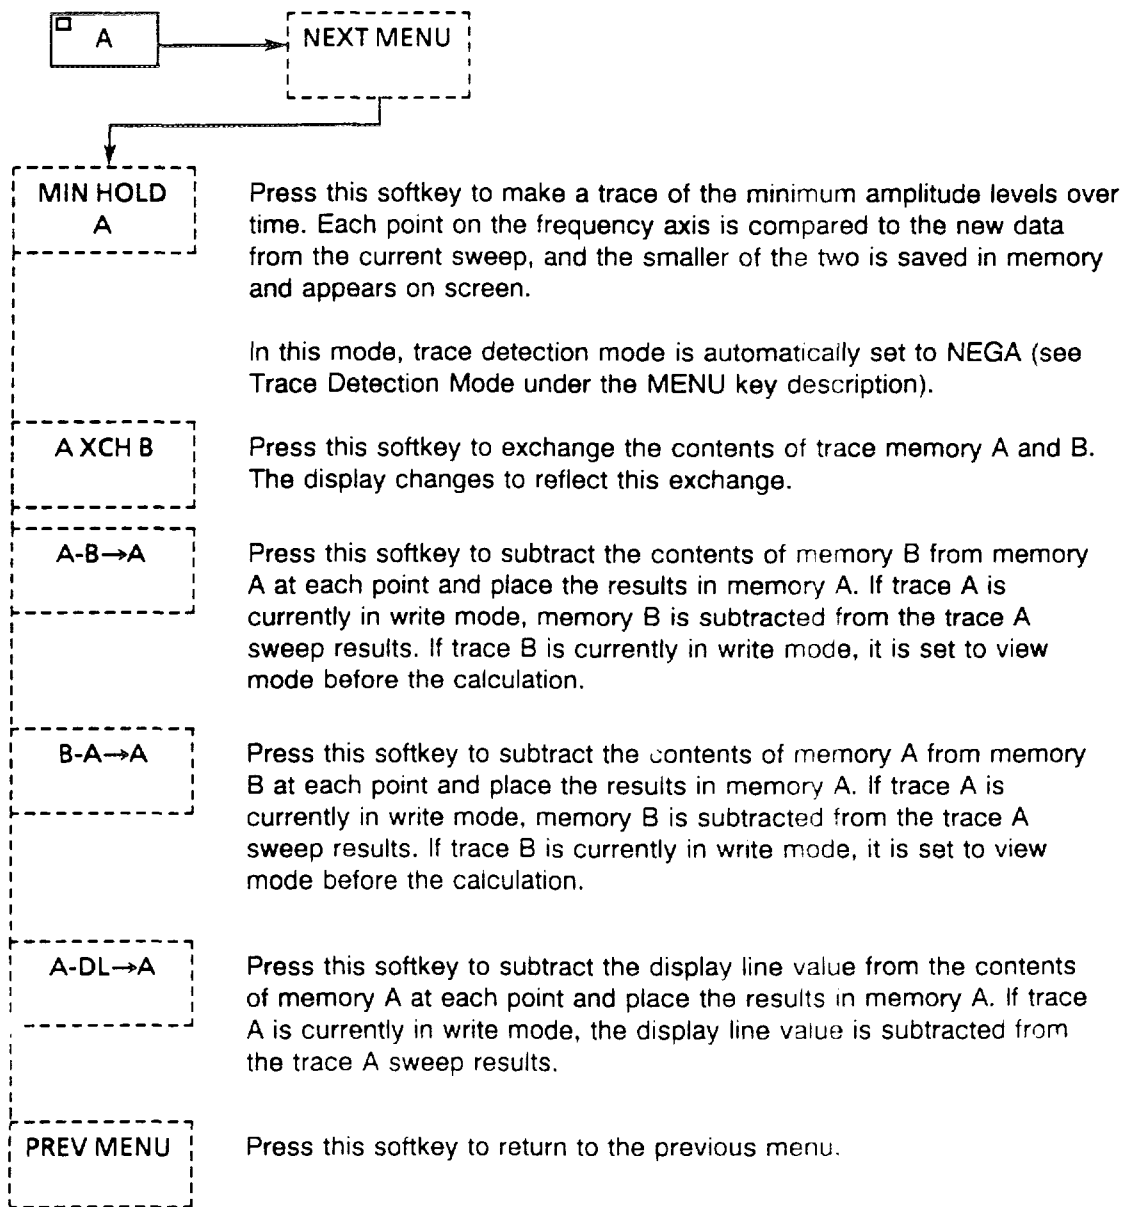 A
NEXT MENU
MIN HOLD
A
Press this softkey to make a trace of the minimum amplitude levels over
time. Each point on the frequency axis is compared to the new data
from the current sweep, and the smaller of the two is saved in memory
and appears on screen.
In this mode, trace detection mode is automatically set to NEGA (see
Trace Detection Mode under the MENU key description).
A XCH B
Press this softkey to exchange the contents of trace memory A and B.
The display changes to reflect this exchange.
A-B→A
Press this softkey to subtract the contents of memory B from memory
A at each point and place the results in memory A. If trace A is
currently in write mode, memory B is subtracted from the trace A
sweep results. If trace B is currently in write mode, it is set to view
mode before the calculation.
B-A→A
Press this softkey to subtract the contents of memory A from memory
B at each point and place the results in memory A. If trace A is
currently in write mode, memory B is subtracted from the trace A
sweep results. If trace B is currently in write mode, it is set to view
mode before the calculation.
A-DL→A
Press this softkey to subtract the display line value from the contents
of memory A at each point and place the results in memory A. If trace
A is currently in write mode, the display line value is subtracted from
the trace A sweep results.
PREV MENU
Press this softkey to return to the previous menu.